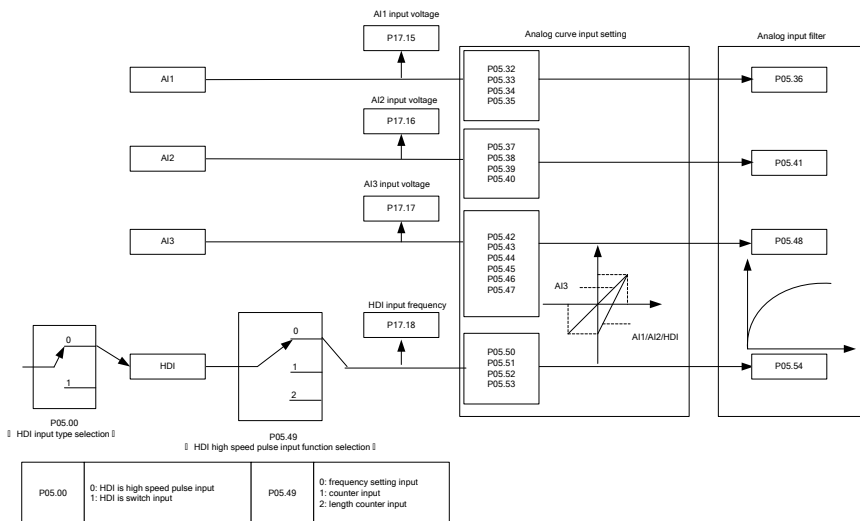 AI1 input voltage
P17.15
Analog curve input setting
Analog input filter
AI1
P05.32
P05.33
P05.34
P05.35
P05.36
AI2 input voltage
P17.16
AI2
P05.37
P05.38
P05.39
P05.40
P05.41
AI3 input voltage
P17.17
AI3
P05.42
P05.43
P05.44
P05.45
P05.46
P05.47
P05.48
AI3
AI1/AI2/HDI
HDI input frequency
P17.18
0
1
HDI
0
1
2
P05.50
P05.51
P05.52
P05.53
P05.54
P05.00
HDI input type selection
P05.49
HDI high speed pulse input function selection
P05.00
0: HDI is high speed pulse input
1: HDI is switch input
P05.49
0: frequency setting input
1: counter input
2: length counter input